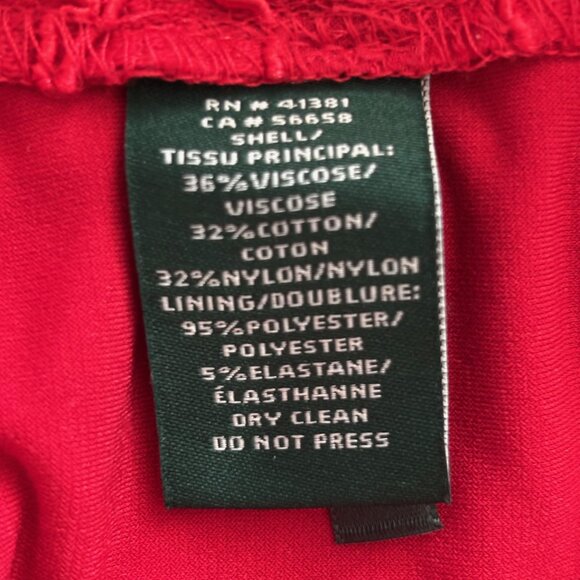 RN # 41381
CA # 56658
SHELL/
TISSU PRINCIPAL:
36%VISCOSE/
VISCOSE
32%COTTON/
COTON
32%NYLON/NYLON
LINING/DOUBLURE:
95%POLYESTER/
POLYESTER
5%ELASTANE/
ÉLASTHANNE
DRY CLEAN
DO NOT PRESS